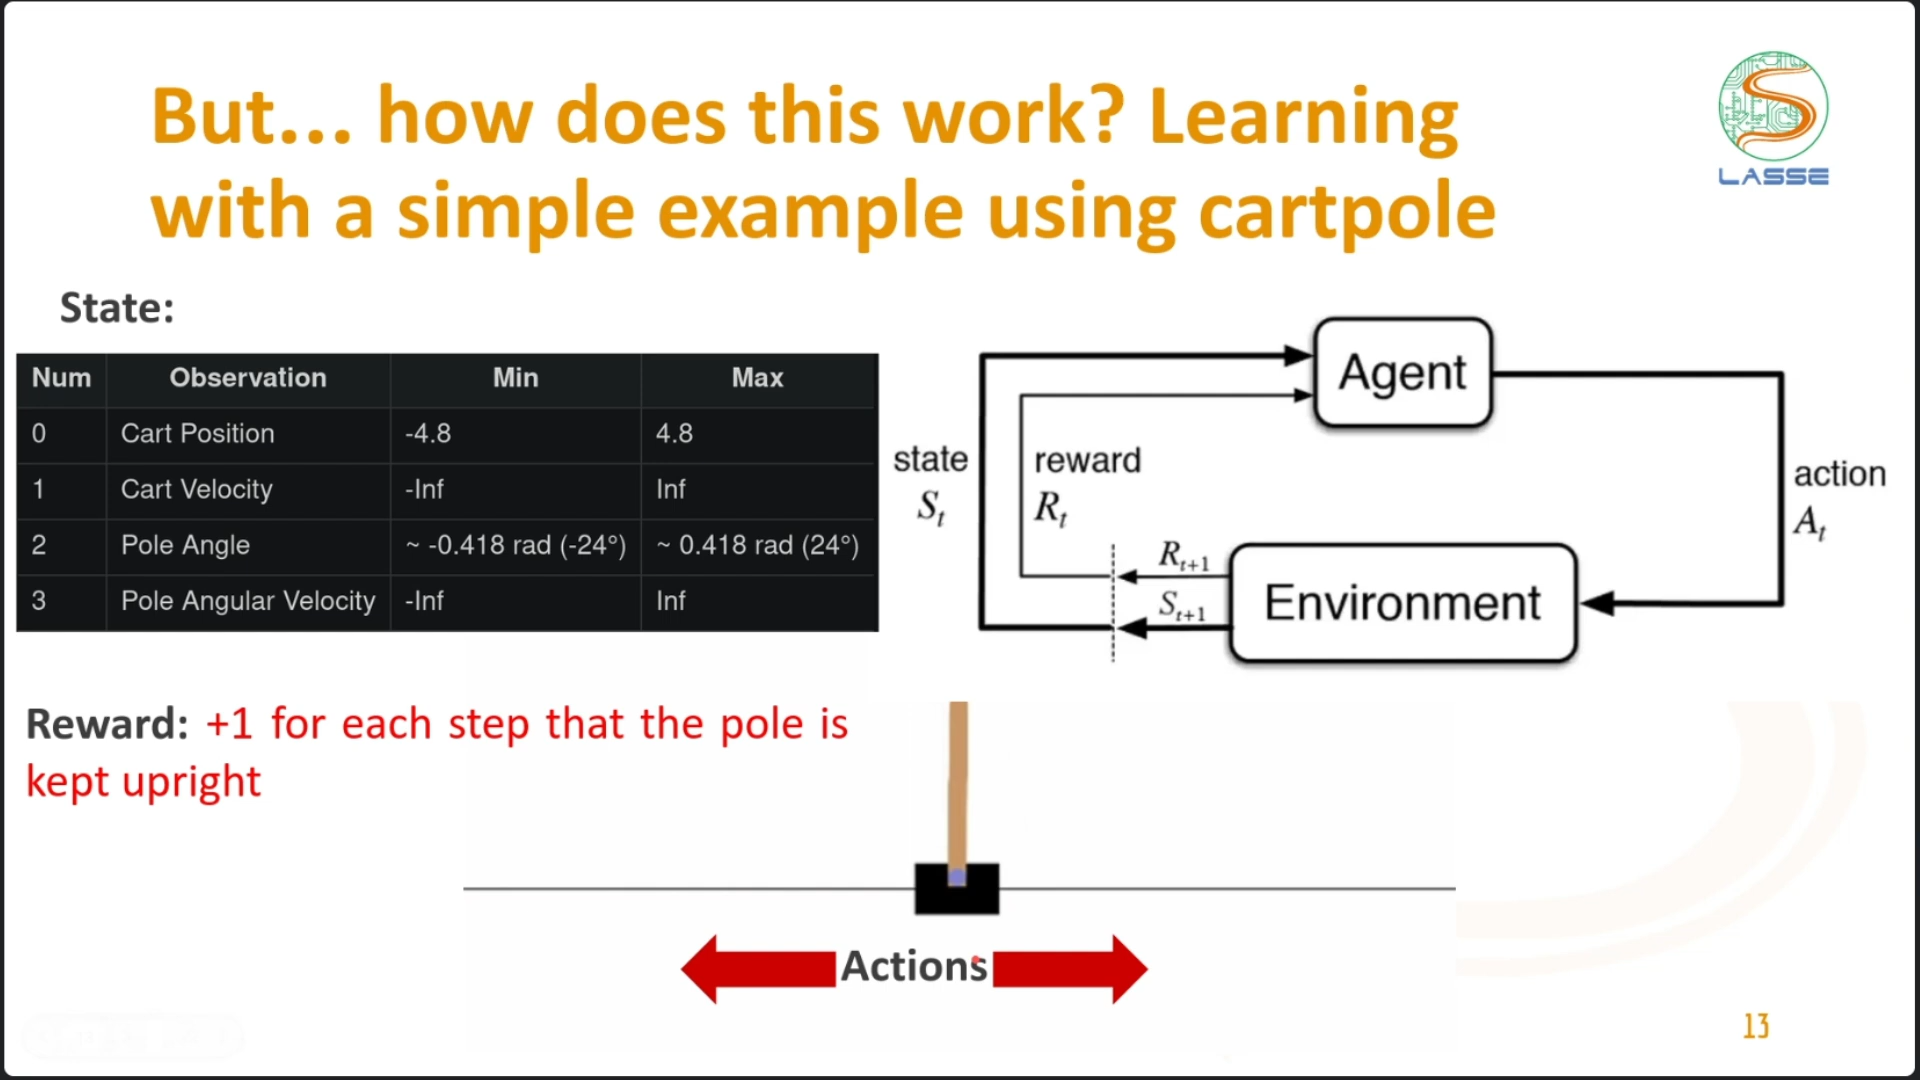 But... how does this work? Learning
with a simple example using cartpole
LASSE
State:
Num Observation Min Max
0 Cart Position -4.8 4.8
1 Cart Velocity -Inf Inf
2 Pole Angle ~ -0.418 rad (-24°) ~ 0.418 rad (24°)
3 Pole Angular Velocity -Inf Inf
Agent
state
S_t
reward
R_t
action
A_t
R_{t+1}
S_{t+1}
Environment
Reward: +1 for each step that the pole is
kept upright
Actions
13